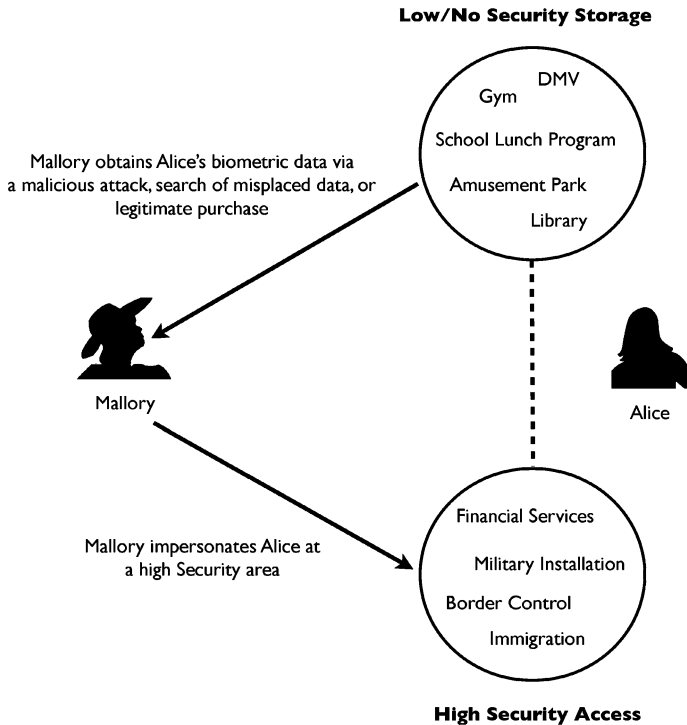 Low/No Security Storage
DMV
Gym
School Lunch Program
Amusement Park
Library
Mallory obtains Alice's biometric data via
a malicious attack, search of misplaced data, or
legitimate purchase
Mallory
Alice
Mallory impersonates Alice at
a high Security area
Financial Services
Military Installation
Border Control
Immigration
High Security Access